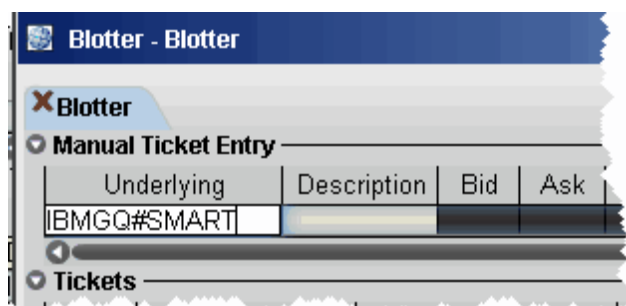 Blotter - Blotter
Blotter
Manual Ticket Entry
Underlying Description Bid Ask
IBMGQ#SMART
Tickets